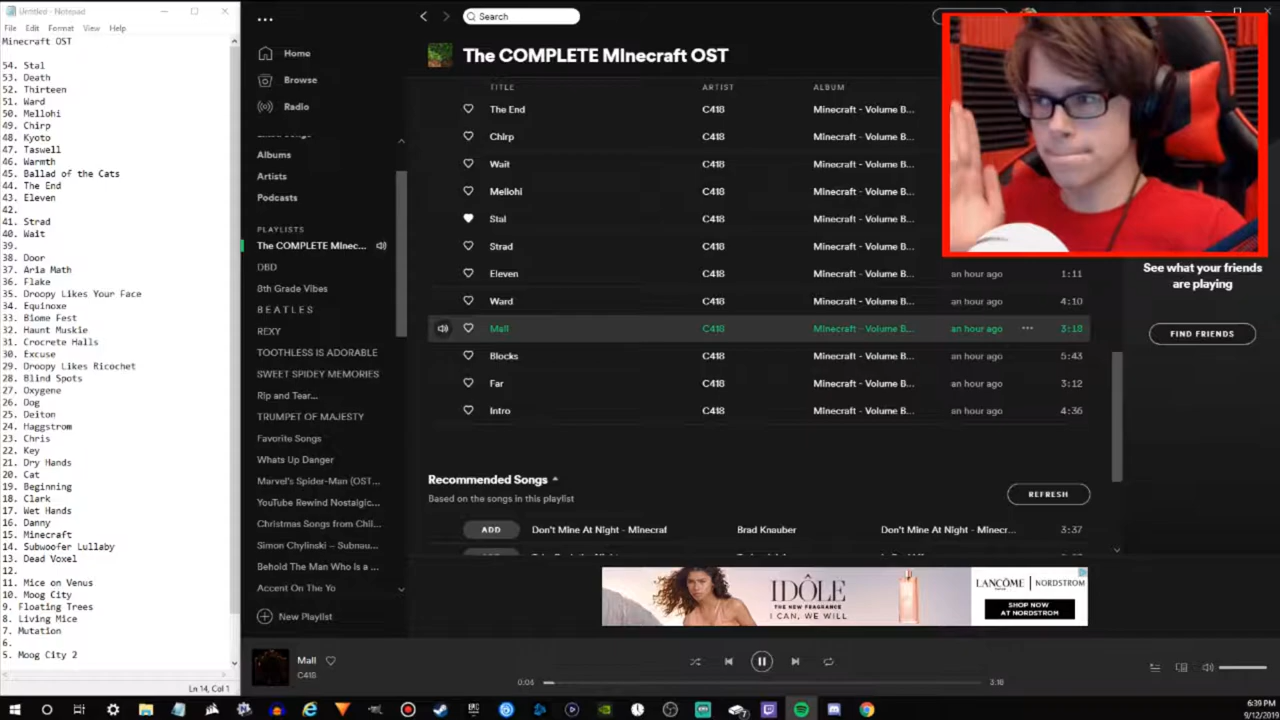 Untitled - Notepad
File Edit Format View Help
Minecraft OST
54. Stal
53. Death
52. Thirteen
51. Ward
50. Mellohi
49. Chirp
48. Kyoto
47. Taswell
46. Warmth
45. Ballad of the Cats
44. The End
43. Eleven
42.
41. Strad
40. Wait
39.
38. Door
37. Aria Math
36. Flake
35. Droopy Likes Your Face
34. Equinoxe
33. Biome Fest
32. Haunt Muskie
31. Crocrete Halls
30. Excuse
29. Droopy Likes Ricochet
28. Blind Spots
27. Oxygene
26. Dog
25. Deiton
24. Haggstrom
23. Chris
22. Key
21. Dry Hands
20. Cat
19. Beginning
18. Clark
17. Wet Hands
16. Danny
15. Minecraft
14. Subwoofer Lullaby
13. Dead Voxel
12.
11. Mice on Venus
10. Moog City
9. Floating Trees
8. Living Mice
7. Mutation
6.
5. Moog City 2
Ln 14, Col 1
Home
Browse
Radio
Albums
Artists
Podcasts
PLAYLISTS
The COMPLETE MInec...
DBD
8th Grade Vibes
B E A T L E S
REXY
TOOTHLESS IS ADORABLE
SWEET SPIDEY MEMORIES
Rip and Tear...
TRUMPET OF MAJESTY
Favorite Songs
Whats Up Danger
Marvel's Spider-Man (OST...
YouTube Rewind Nostalgic...
Christmas Songs from Chil...
Simon Chylinski – Subnau...
Behold The Man Who Is a ...
Accent On The Yo
New Playlist
Search
The COMPLETE MInecraft OST
TITLE ARTIST ALBUM
The End C418 Minecraft - Volume B...
Chirp C418 Minecraft - Volume B...
Wait C418 Minecraft - Volume B...
Mellohi C418 Minecraft - Volume B...
Stal C418 Minecraft - Volume B...
Strad C418 Minecraft - Volume B...
Eleven C418 Minecraft - Volume B... an hour ago 1:11
Ward C418 Minecraft - Volume B... an hour ago 4:10
Mall C418 Minecraft - Volume B... an hour ago 3:18
Blocks C418 Minecraft - Volume B... an hour ago 5:43
Far C418 Minecraft - Volume B... an hour ago 3:12
Intro C418 Minecraft - Volume B... an hour ago 4:36
Recommended Songs
Based on the songs in this playlist
REFRESH
ADD Don't Mine At Night - Minecraf Brad Knauber Don't Mine At Night - Minecr... 3:37
See what your friends
are playing
FIND FRIENDS
IDÔLE
THE NEW FRAGRANCE
I CAN, WE WILL
LANCÔME NORDSTROM
SHOP NOW
AT NORDSTROM
Mall
C418
0:04
3:18
6:39 PM
9/12/2019